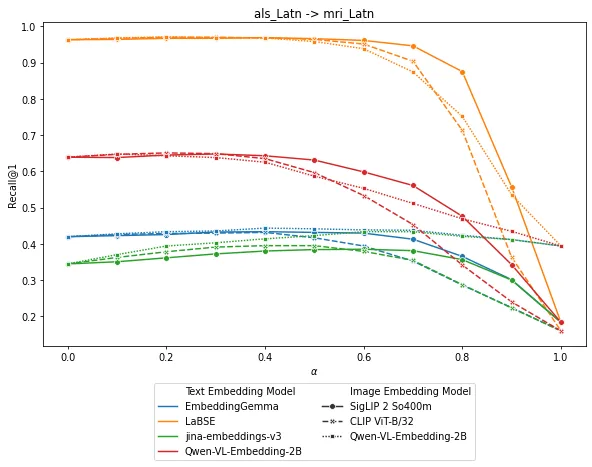 als_Latn -> mri_Latn
1.0
0.9
0.8
0.7
0.6
0.5
0.4
0.3
0.2
Recall@1
0.0 0.2 0.4 0.6 0.8 1.0
α
Text Embedding Model Image Embedding Model
EmbeddingGemma SigLIP 2 So400m
LaBSE CLIP ViT-B/32
jina-embeddings-v3 Qwen-VL-Embedding-2B
Qwen-VL-Embedding-2B